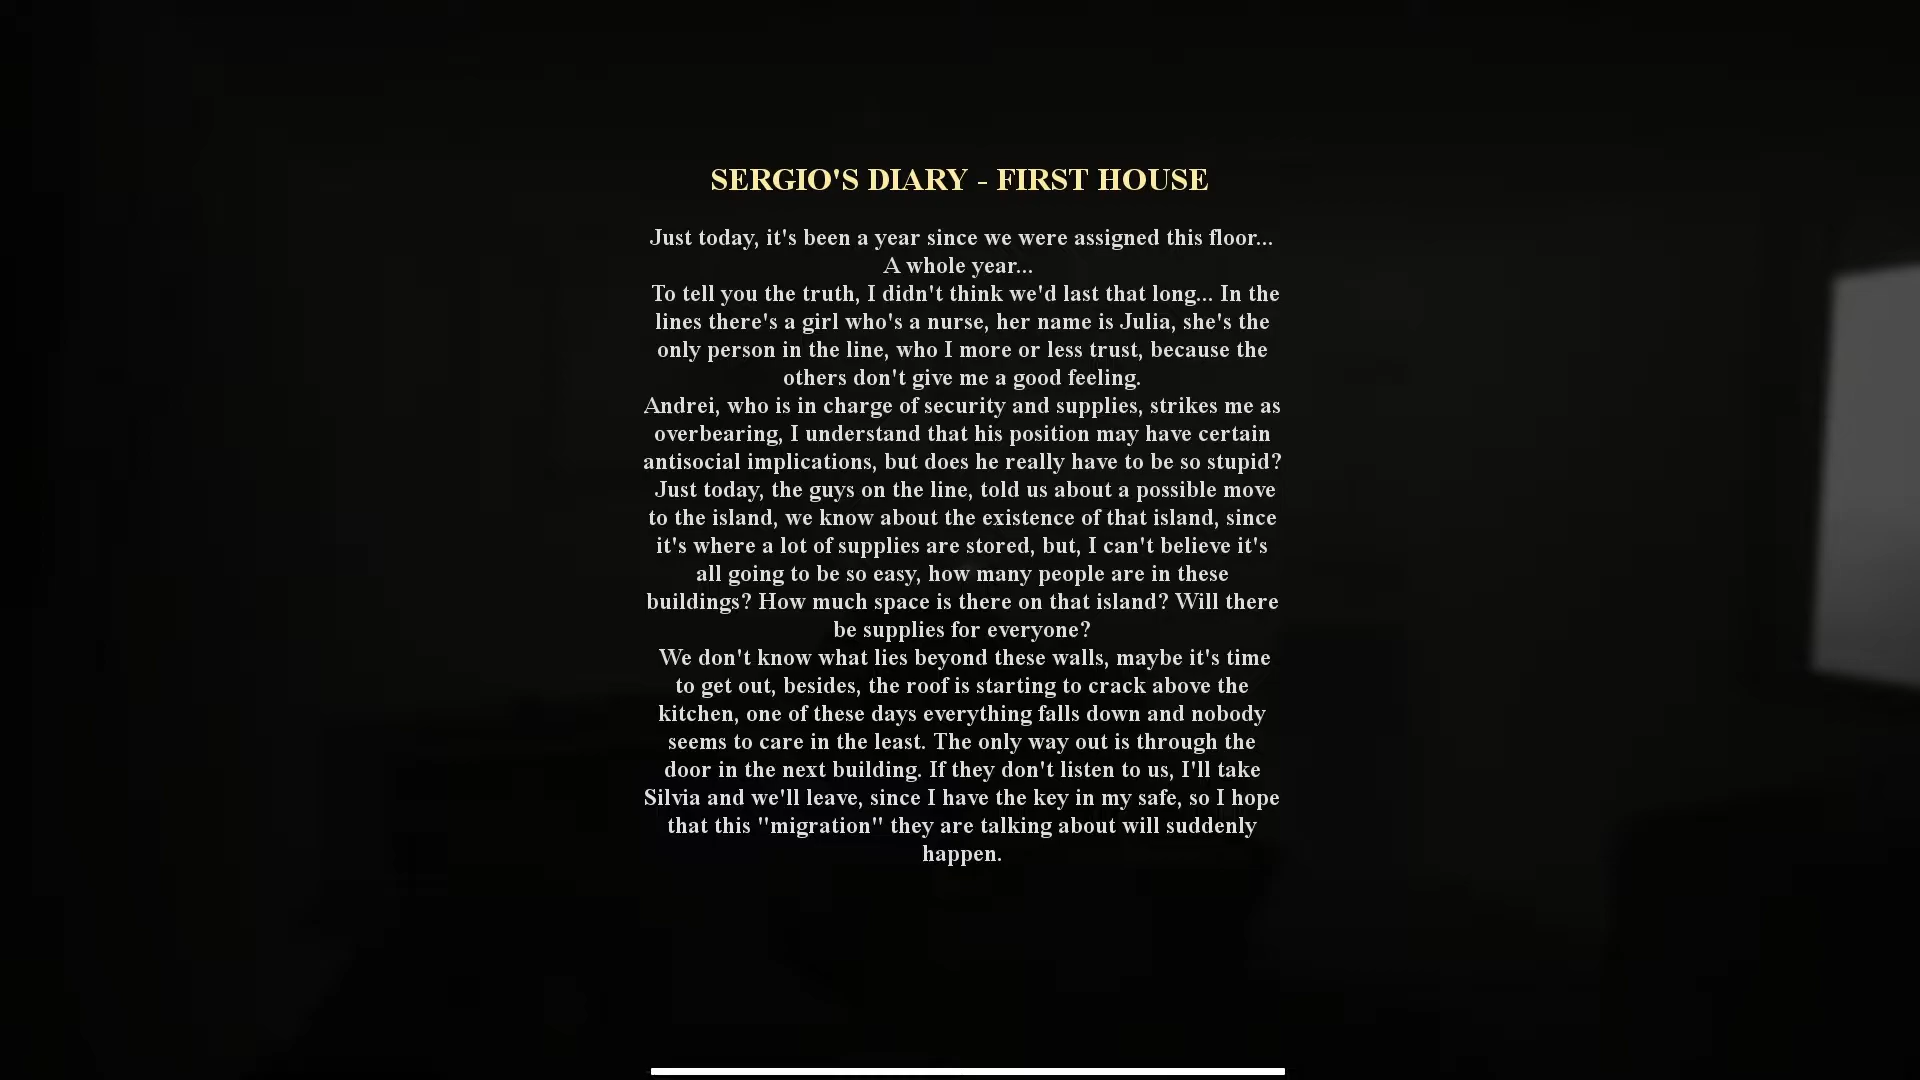 SERGIO'S DIARY - FIRST HOUSE
Just today, it's been a year since we were assigned this floor...
A whole year...
To tell you the truth, I didn't think we'd last that long... In the
lines there's a girl who's a nurse, her name is Julia, she's the
only person in the line, who I more or less trust, because the
others don't give me a good feeling.
Andrei, who is in charge of security and supplies, strikes me as
overbearing, I understand that his position may have certain
antisocial implications, but does he really have to be so stupid?
Just today, the guys on the line, told us about a possible move
to the island, we know about the existence of that island, since
it's where a lot of supplies are stored, but, I can't believe it's
all going to be so easy, how many people are in these
buildings? How much space is there on that island? Will there
be supplies for everyone?
We don't know what lies beyond these walls, maybe it's time
to get out, besides, the roof is starting to crack above the
kitchen, one of these days everything falls down and nobody
seems to care in the least. The only way out is through the
door in the next building. If they don't listen to us, I'll take
Silvia and we'll leave, since I have the key in my safe, so I hope
that this "migration" they are talking about will suddenly
happen.